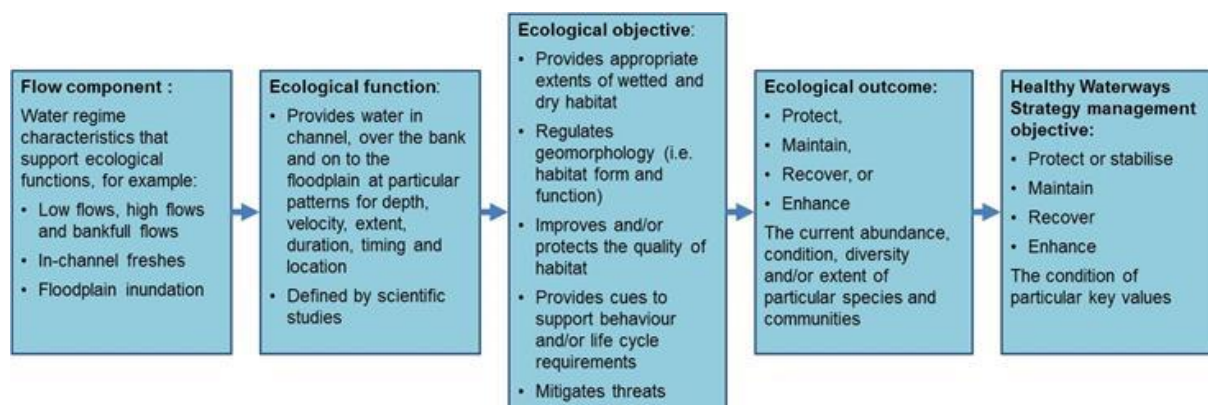 Flow component :
Water regime
characteristics that
support ecological
functions, for example:
• Low flows, high flows
and bankfull flows
• In-channel freshes
• Floodplain inundation
Ecological function:
• Provides water in
channel, over the bank
and on to the
floodplain at particular
patterns for depth,
velocity, extent,
duration, timing and
location
• Defined by scientific
studies
Ecological objective:
• Provides appropriate
extents of wetted and
dry habitat
• Regulates
geomorphology (i.e.
habitat form and
function)
• Improves and/or
protects the quality of
habitat
• Provides cues to
support behaviour
and/or life cycle
requirements
• Mitigates threats
Ecological outcome:
• Protect,
• Maintain,
• Recover, or
• Enhance
The current abundance,
condition, diversity
and/or extent of
particular species and
communities
Healthy Waterways
Strategy management
objective:
• Protect or stabilise
• Maintain
• Recover
• Enhance
The condition of
particular key values